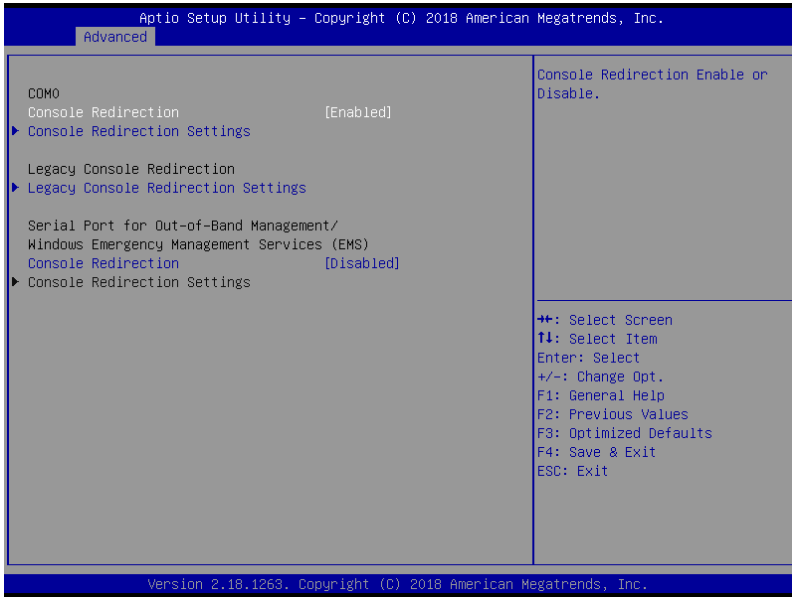 Aptio Setup Utility – Copyright (C) 2018 American Megatrends, Inc.
Advanced
COM0
Console Redirection [Enabled]
Console Redirection Settings
Legacy Console Redirection
Legacy Console Redirection Settings
Serial Port for Out-of-Band Management/
Windows Emergency Management Services (EMS)
Console Redirection [Disabled]
Console Redirection Settings
Console Redirection Enable or
Disable.
→←: Select Screen
↑↓: Select Item
Enter: Select
+/-: Change Opt.
F1: General Help
F2: Previous Values
F3: Optimized Defaults
F4: Save & Exit
ESC: Exit
Version 2.18.1263. Copyright (C) 2018 American Megatrends, Inc.